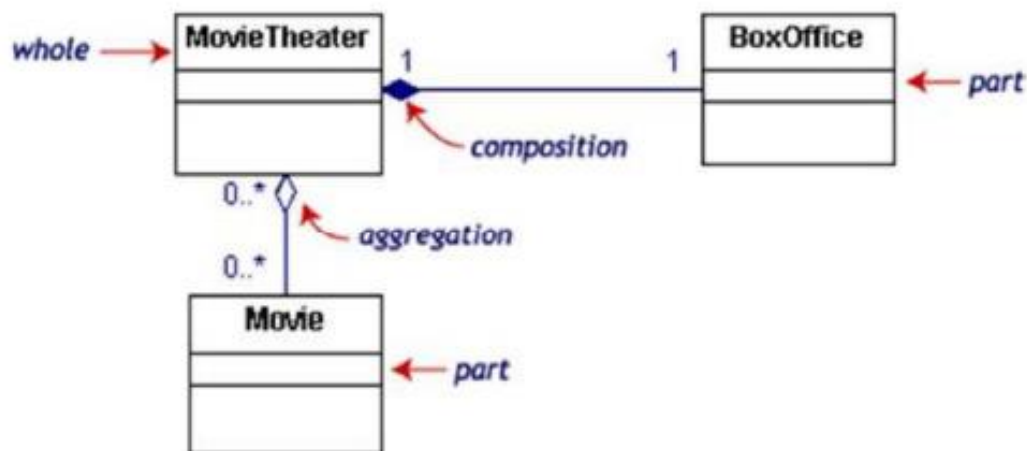 MovieTheater
BoxOffice
whole
1
1
part
composition
0..*
aggregation
0..*
Movie
part